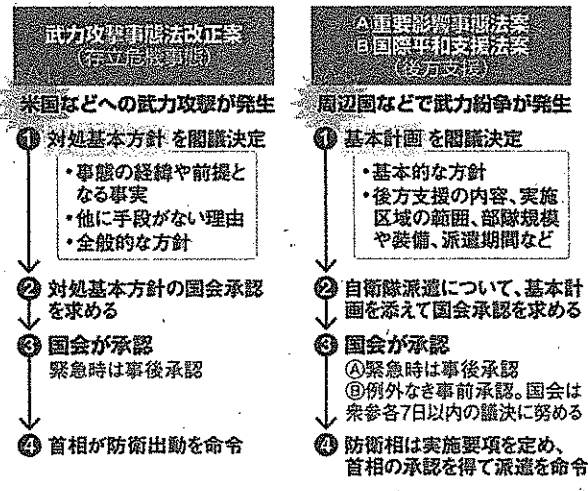 武力攻撃事態法改正案
(存立危機事態)
米国などへの武力攻撃が発生
❶ 対処基本方針を閣議決定
・事態の経緯や前提と
なる事実
・他に手段がない理由
・全般的な方針
❷ 対処基本方針の国会承認
を求める
❸ 国会が承認
緊急時は事後承認
❹ 首相が防衛出動を命令
Ⓐ重要影響事態法案
Ⓑ国際平和支援法案
(後方支援)
周辺国などで武力紛争が発生
❶ 基本計画を閣議決定
・基本的な方針
・後方支援の内容、実施
区域の範囲、部隊規模
や装備、派遣期間など
❷ 自衛隊派遣について、基本計
画を添えて国会承認を求める
❸ 国会が承認
Ⓐ緊急時は事後承認
Ⓑ例外なき事前承認。国会は
衆参各7日以内の議決に努める
❹ 防衛相は実施要項を定め、
首相の承認を得て派遣を命令